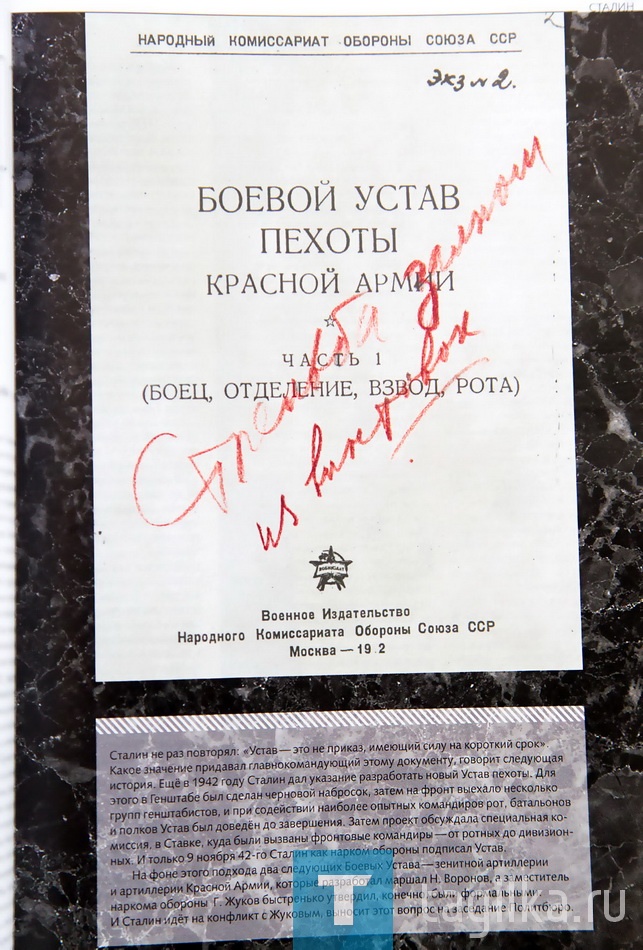 СТАЛИН
НАРОДНЫЙ КОМИССАРИАТ ОБОРОНЫ СОЮЗА ССР
экз № 2.
БОЕВОЙ УСТАВ
ПЕХОТЫ
КРАСНОЙ АРМИИ
ЧАСТЬ 1
(БОЕЦ, ОТДЕЛЕНИЕ, ВЗВОД, РОТА)
Стрельба залпом
из винтовок
ВОЕНИЗДАТ
Военное Издательство
Народного Комиссариата Обороны Союза ССР
Москва — 19 2
Сталин не раз повторял: «Устав — это не приказ, имеющий силу на короткий срок».
Какое значение придавал главнокомандующий этому документу, говорит следующая
история. Ещё в 1942 году Сталин дал указание разработать новый Устав пехоты. Для
этого в Генштабе был сделан черновой набросок, затем на фронт выехало несколько
групп генштабистов, и при содействии наиболее опытных командиров рот, батальонов
и полков Устав был доведён до завершения. Затем проект обсуждала специальная ко-
миссия, в Ставке, куда были вызваны фронтовые командиры — от ротных до дивизион-
ных. И только 9 ноября 42-го Сталин как нарком обороны подписал Устав.
На фоне этого подхода два следующих Боевых Устава — зенитной артиллерии
и артиллерии Красной Армии, которые разработал маршал Н. Воронов, а заместитель
наркома обороны Г. Жуков быстренько утвердил, конечно были формальными.
И Сталин идёт на конфликт с Жуковым, выносит этот вопрос на заседание Политбюро.
tagilka.ru